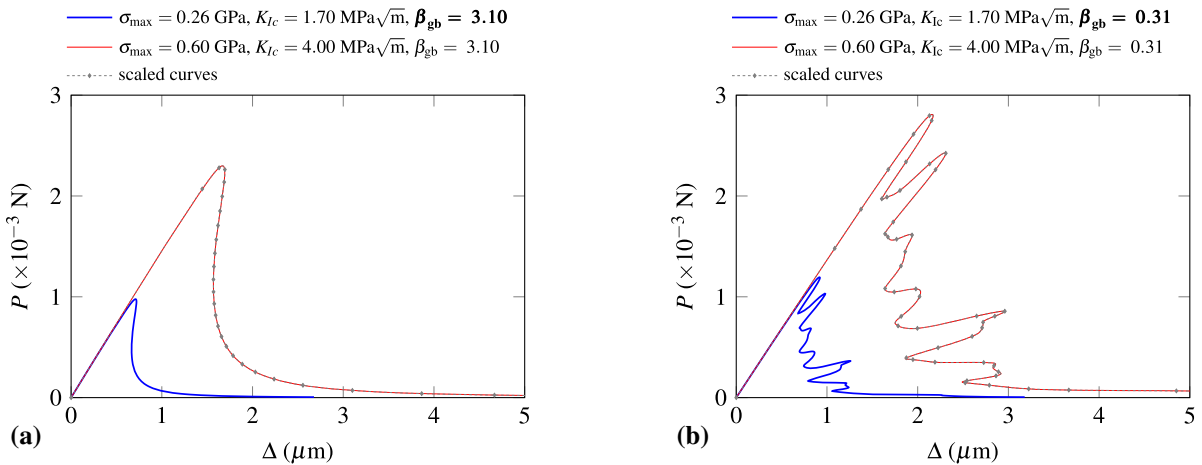 σmax = 0.26 GPa, KIc = 1.70 MPa√m, βgb = 3.10
σmax = 0.60 GPa, KIc = 4.00 MPa√m, βgb = 3.10
scaled curves
3
2
1
0
P (×10−3 N)
0 1 2 3 4 5
Δ (μm)
(a)
σmax = 0.26 GPa, KIc = 1.70 MPa√m, βgb = 0.31
σmax = 0.60 GPa, KIc = 4.00 MPa√m, βgb = 0.31
scaled curves
3
2
1
0
P (×10−3 N)
0 1 2 3 4 5
Δ (μm)
(b)